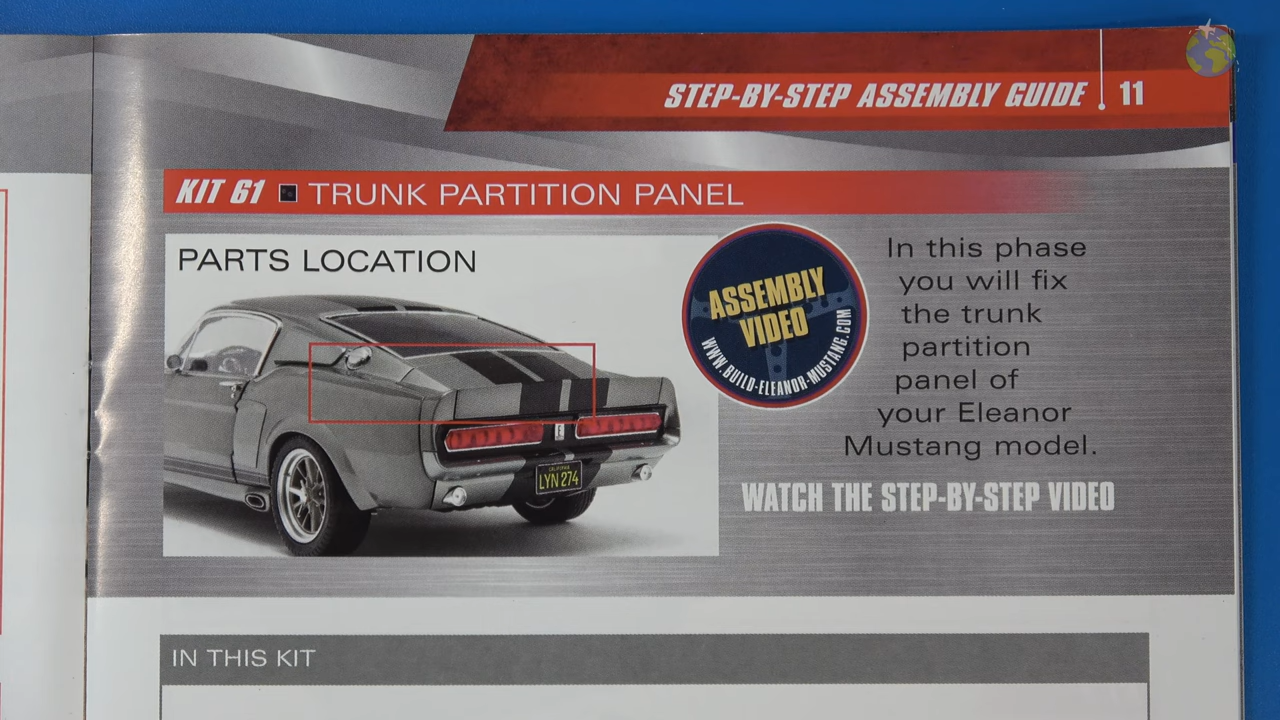 STEP-BY-STEP ASSEMBLY GUIDE 11
KIT 61 TRUNK PARTITION PANEL
PARTS LOCATION
CALIFORNIA
LYN 274
ASSEMBLY
VIDEO
WWW.BUILD-ELEANOR-MUSTANG.COM
In this phase
you will fix
the trunk
partition
panel of
your Eleanor
Mustang model.
WATCH THE STEP-BY-STEP VIDEO
IN THIS KIT